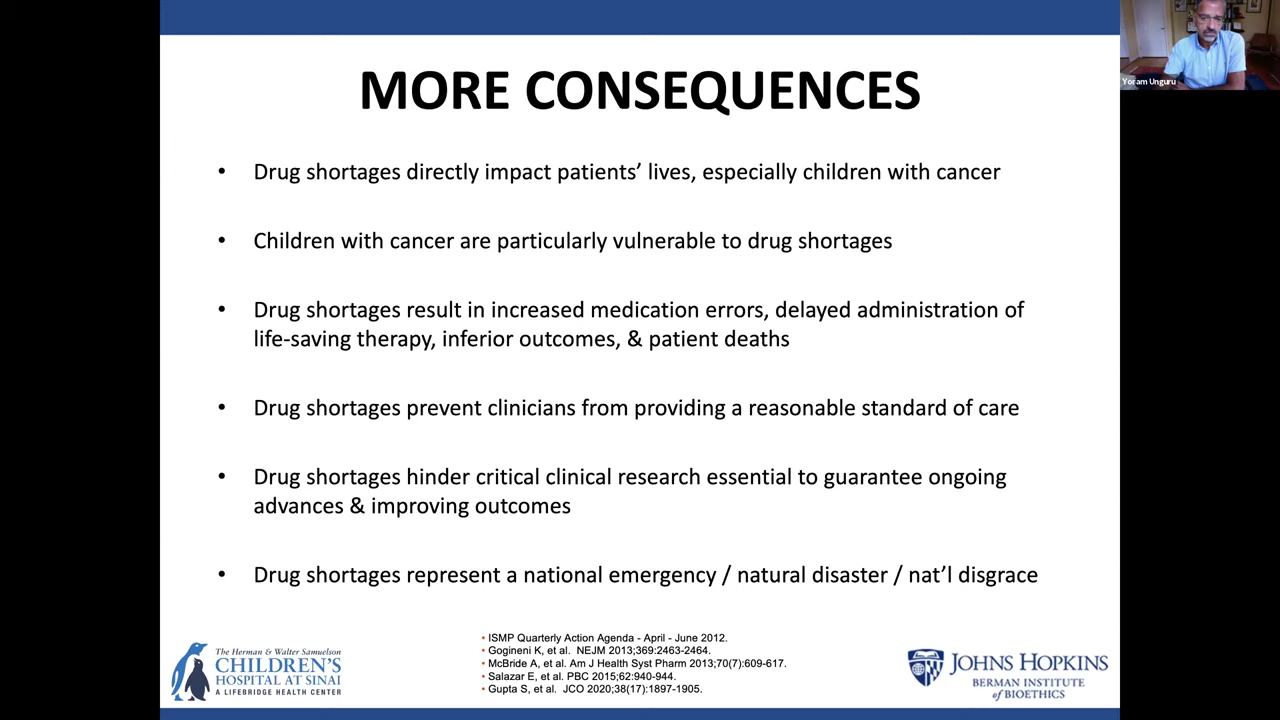 MORE CONSEQUENCES
Yoram Unguru
• Drug shortages directly impact patients’ lives, especially children with cancer
• Children with cancer are particularly vulnerable to drug shortages
• Drug shortages result in increased medication errors, delayed administration of
life-saving therapy, inferior outcomes, & patient deaths
• Drug shortages prevent clinicians from providing a reasonable standard of care
• Drug shortages hinder critical clinical research essential to guarantee ongoing
advances & improving outcomes
• Drug shortages represent a national emergency / natural disaster / nat’l disgrace
The Herman & Walter Samuelson
CHILDREN'S
HOSPITAL AT SINAI
A LIFEBRIDGE HEALTH CENTER
• ISMP Quarterly Action Agenda - April - June 2012.
• Gogineni K, et al. NEJM 2013;369:2463-2464.
• McBride A, et al. Am J Health Syst Pharm 2013;70(7):609-617.
• Salazar E, et al. PBC 2015;62:940-944.
• Gupta S, et al. JCO 2020;38(17):1897-1905.
JOHNS HOPKINS
BERMAN INSTITUTE
of BIOETHICS